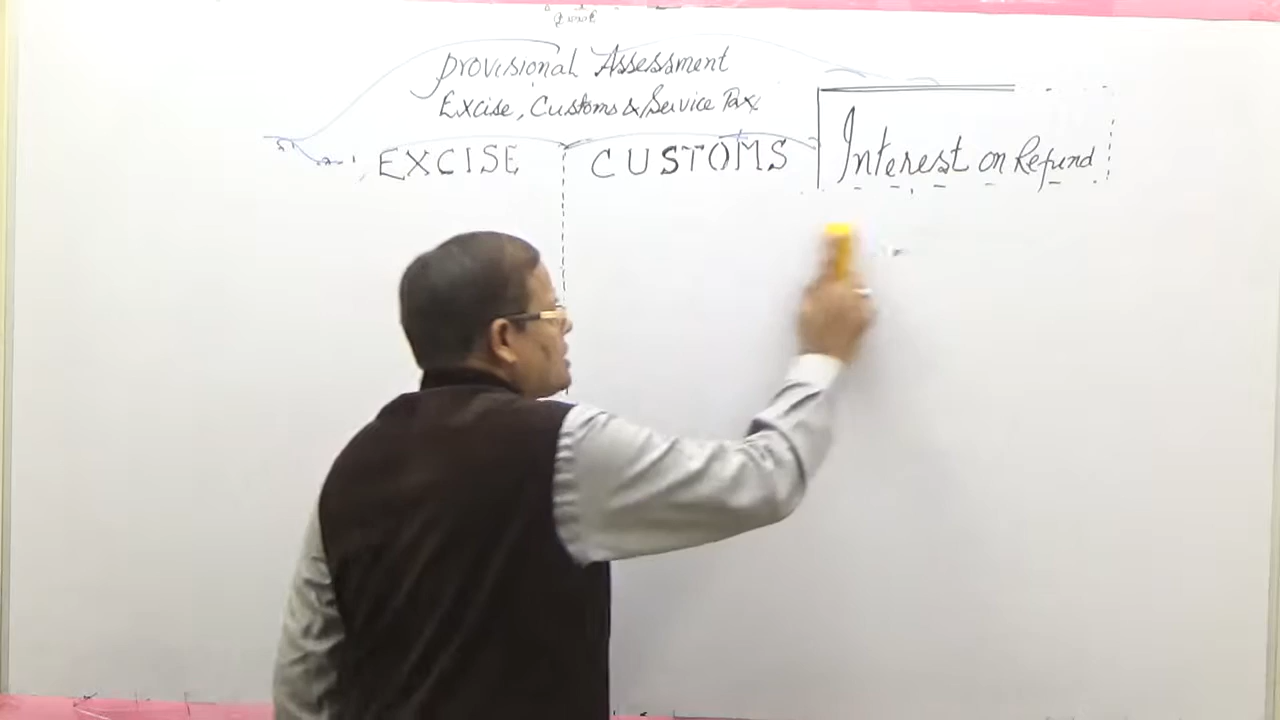 Provisional Assessment
Excise, Customs & Service Tax
EXCISE CUSTOMS Interest on Refund